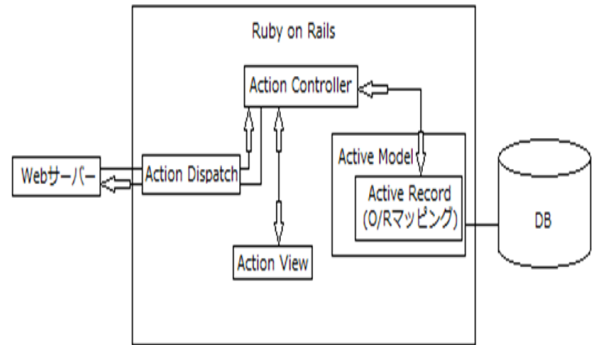 Ruby on Rails
Action Controller
Webサーバー
Action Dispatch
Active Model
Active Record
(O/Rマッピング)
DB
Action View